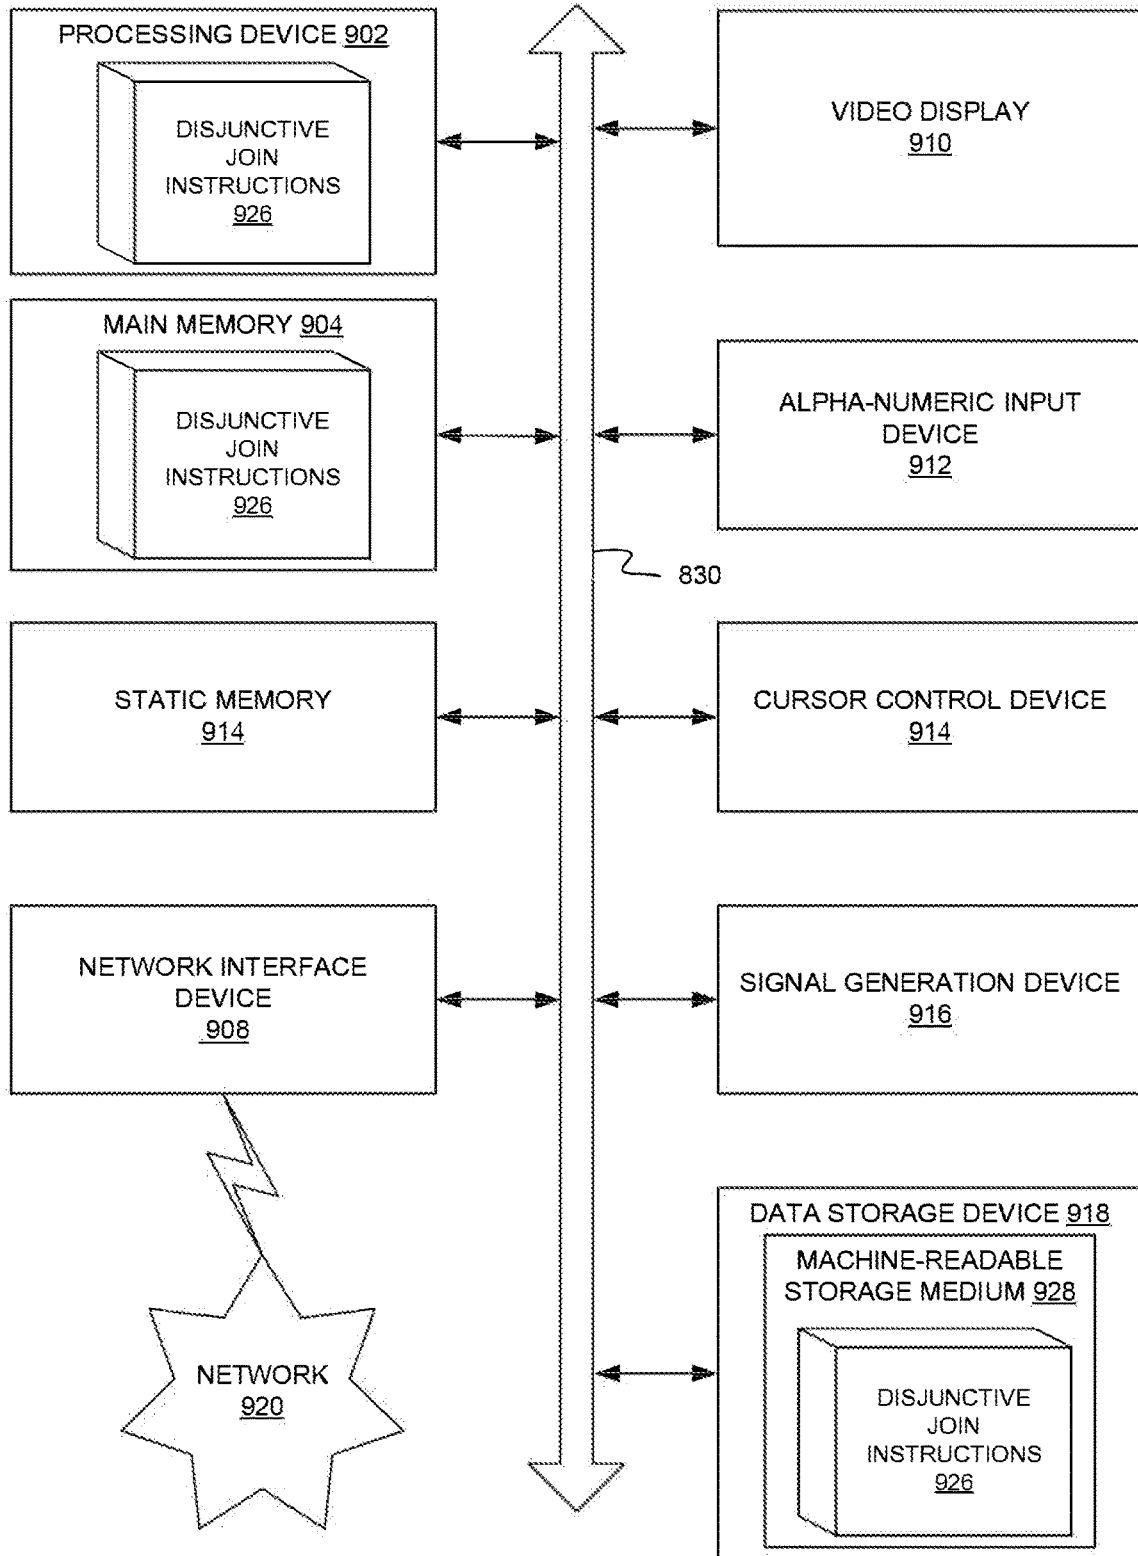 PROCESSING DEVICE 902
DISJUNCTIVE
JOIN
INSTRUCTIONS
926
VIDEO DISPLAY
910
MAIN MEMORY 904
DISJUNCTIVE
JOIN
INSTRUCTIONS
926
ALPHA-NUMERIC INPUT
DEVICE
912
830
STATIC MEMORY
914
CURSOR CONTROL DEVICE
914
NETWORK INTERFACE
DEVICE
908
SIGNAL GENERATION DEVICE
916
NETWORK
920
DATA STORAGE DEVICE 918
MACHINE-READABLE
STORAGE MEDIUM 928
DISJUNCTIVE
JOIN
INSTRUCTIONS
926